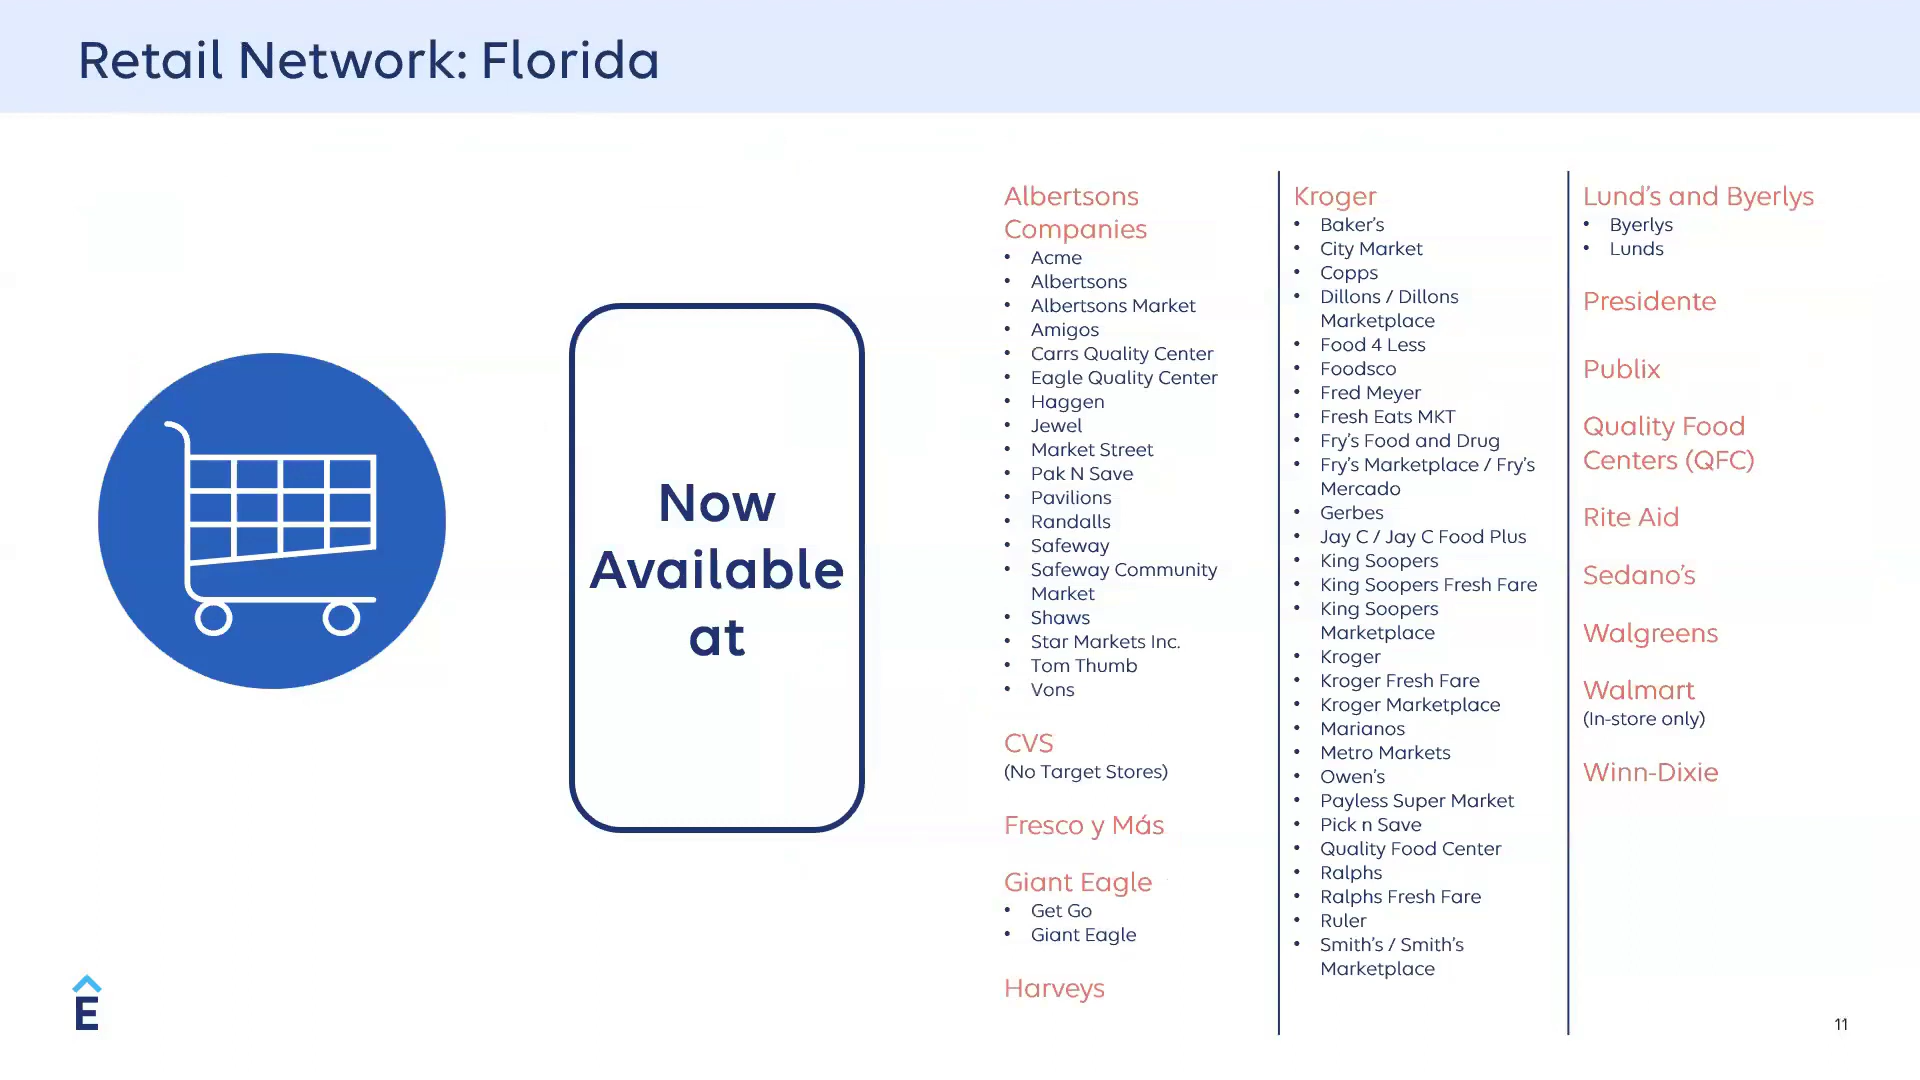 Retail Network: Florida
Now
Available
at
Albertsons
Companies
• Acme
• Albertsons
• Albertsons Market
• Amigos
• Carrs Quality Center
• Eagle Quality Center
• Haggen
• Jewel
• Market Street
• Pak N Save
• Pavilions
• Randalls
• Safeway
• Safeway Community
Market
• Shaws
• Star Markets Inc.
• Tom Thumb
• Vons
CVS
(No Target Stores)
Fresco y Más
Giant Eagle
• Get Go
• Giant Eagle
Harveys
Kroger
• Baker's
• City Market
• Copps
• Dillons / Dillons
Marketplace
• Food 4 Less
• Foodsco
• Fred Meyer
• Fresh Eats MKT
• Fry's Food and Drug
• Fry's Marketplace / Fry's
Mercado
• Gerbes
• Jay C / Jay C Food Plus
• King Soopers
• King Soopers Fresh Fare
• King Soopers
Marketplace
• Kroger
• Kroger Fresh Fare
• Kroger Marketplace
• Marianos
• Metro Markets
• Owen's
• Payless Super Market
• Pick n Save
• Quality Food Center
• Ralphs
• Ralphs Fresh Fare
• Ruler
• Smith's / Smith's
Marketplace
Lund's and Byerlys
• Byerlys
• Lunds
Presidente
Publix
Quality Food
Centers (QFC)
Rite Aid
Sedano's
Walgreens
Walmart
(In-store only)
Winn-Dixie
E
11